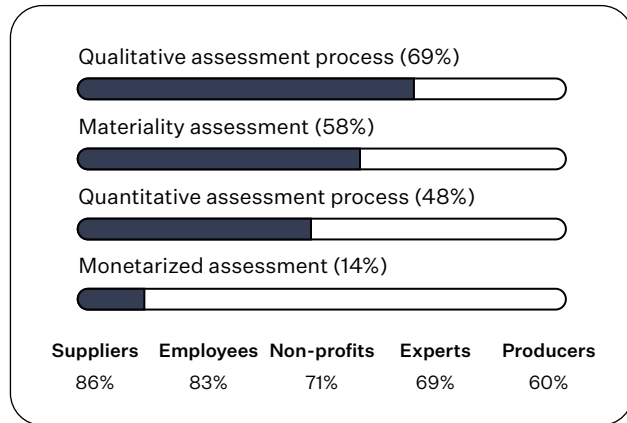 Qualitative assessment process (69%)
Materiality assessment (58%)
Quantitative assessment process (48%)
Monetarized assessment (14%)
Suppliers Employees Non-profits Experts Producers
86% 83% 71% 69% 60%